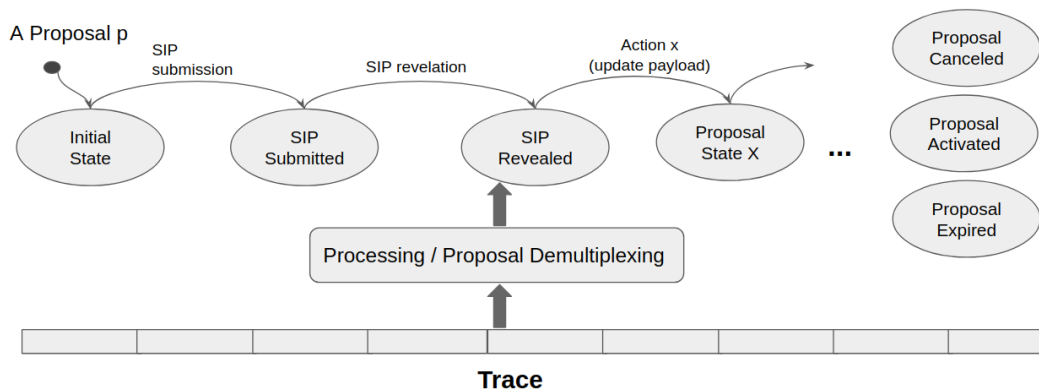 A Proposal p
SIP
submission
SIP revelation
Action x
(update payload)
Proposal
Canceled
Initial
State
SIP
Submitted
SIP
Revealed
Proposal
State X
...
Proposal
Activated
Proposal
Expired
Processing / Proposal Demultiplexing
Trace